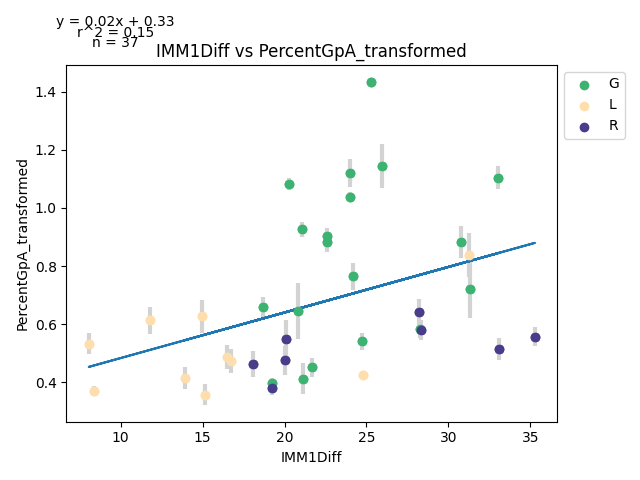 y = 0.02x + 0.33
r^2 = 0.15
n = 37
IMM1Diff vs PercentGpA_transformed
G
L
R
PercentGpA_transformed
1.4
1.2
1.0
0.8
0.6
0.4
10 15 20 25 30 35
IMM1Diff